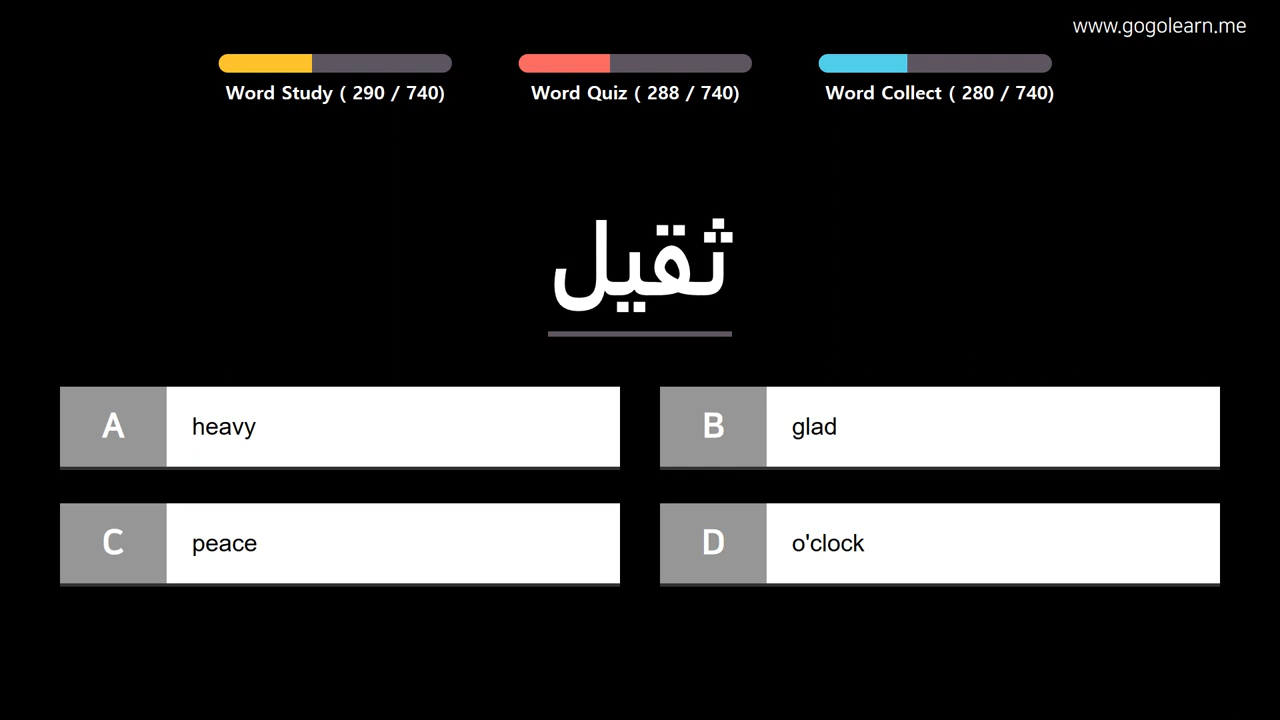 www.gogolearn.me
Word Study ( 290 / 740)
Word Quiz ( 288 / 740)
Word Collect ( 280 / 740)
ثقيل
A heavy
B glad
C peace
D o'clock